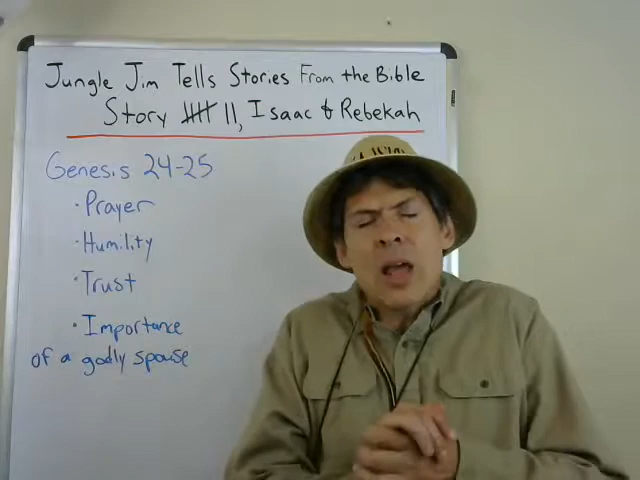 Jungle Jim Tells Stories From the Bible
Story 𝍸 II, Isaac & Rebekah
Genesis 24-25
· Prayer
· Humility
· Trust
· Importance
of a godly spouse